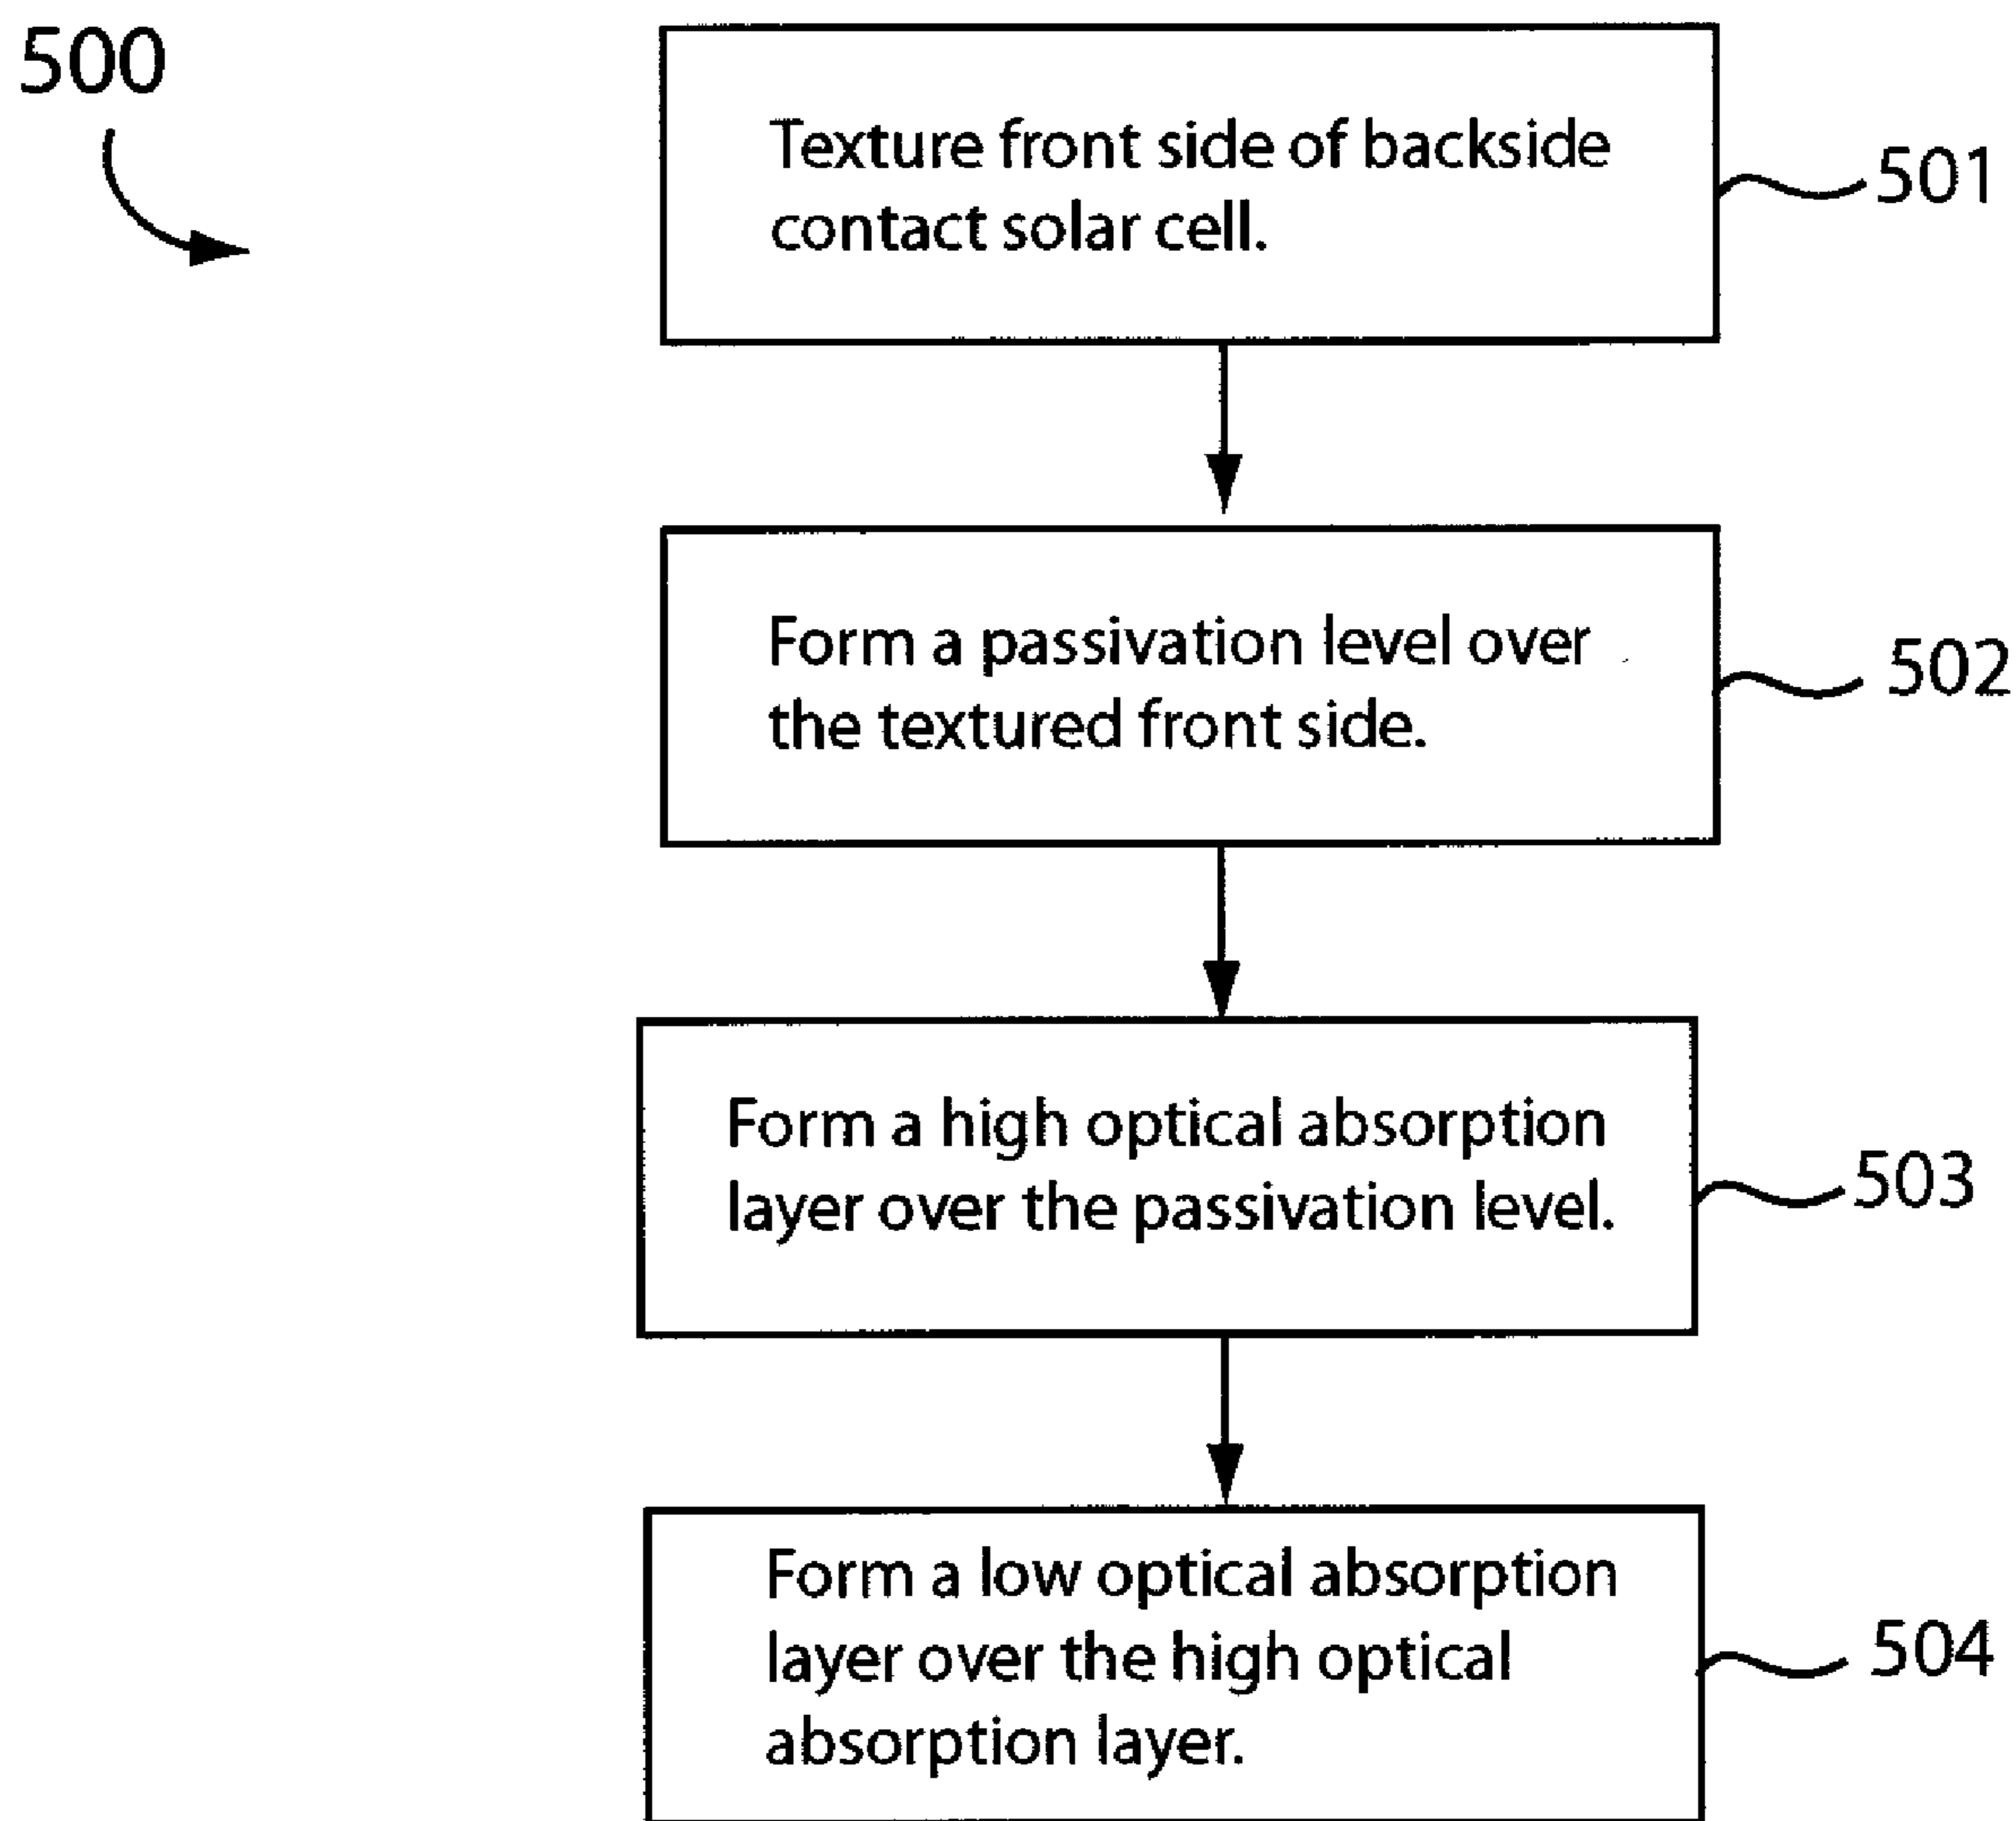 500
Texture front side of backside
contact solar cell.
501
Form a passivation level over
the textured front side.
502
Form a high optical absorption
layer over the passivation level.
503
Form a low optical absorption
layer over the high optical
absorption layer.
504